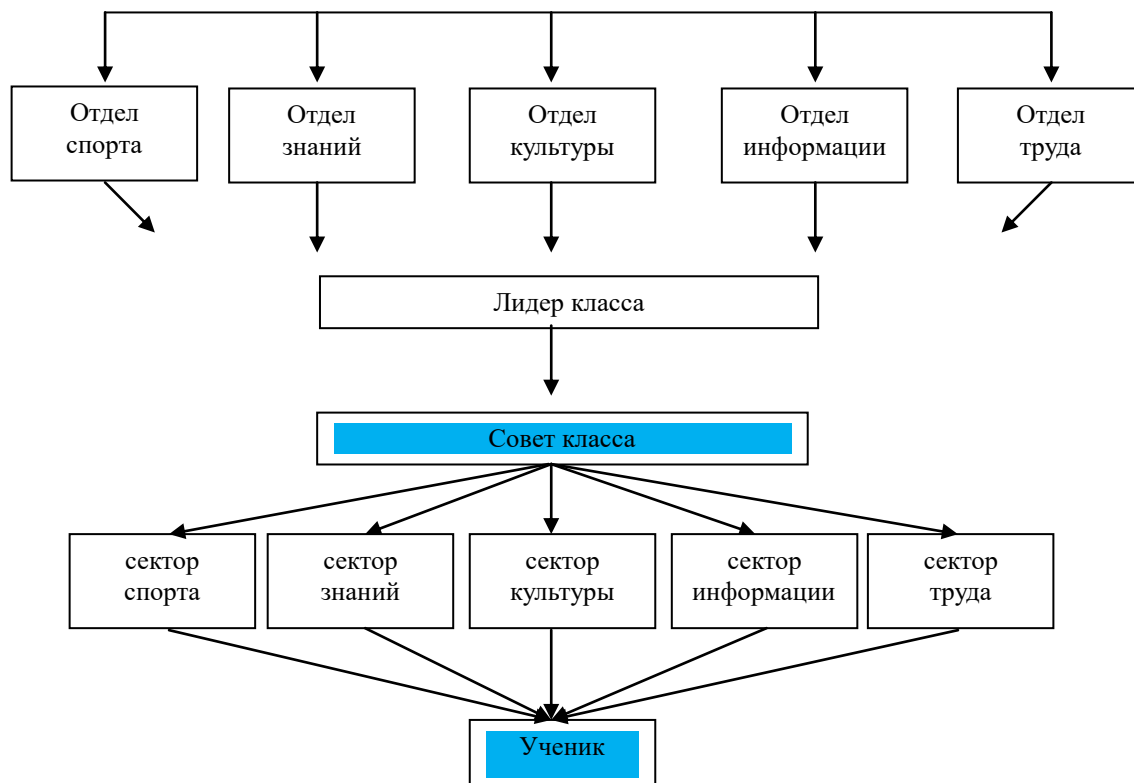 Отдел
спорта
Отдел
знаний
Отдел
культуры
Отдел
информации
Отдел
труда
Лидер класса
Совет класса
сектор
спорта
сектор
знаний
сектор
культуры
сектор
информации
сектор
труда
Ученик